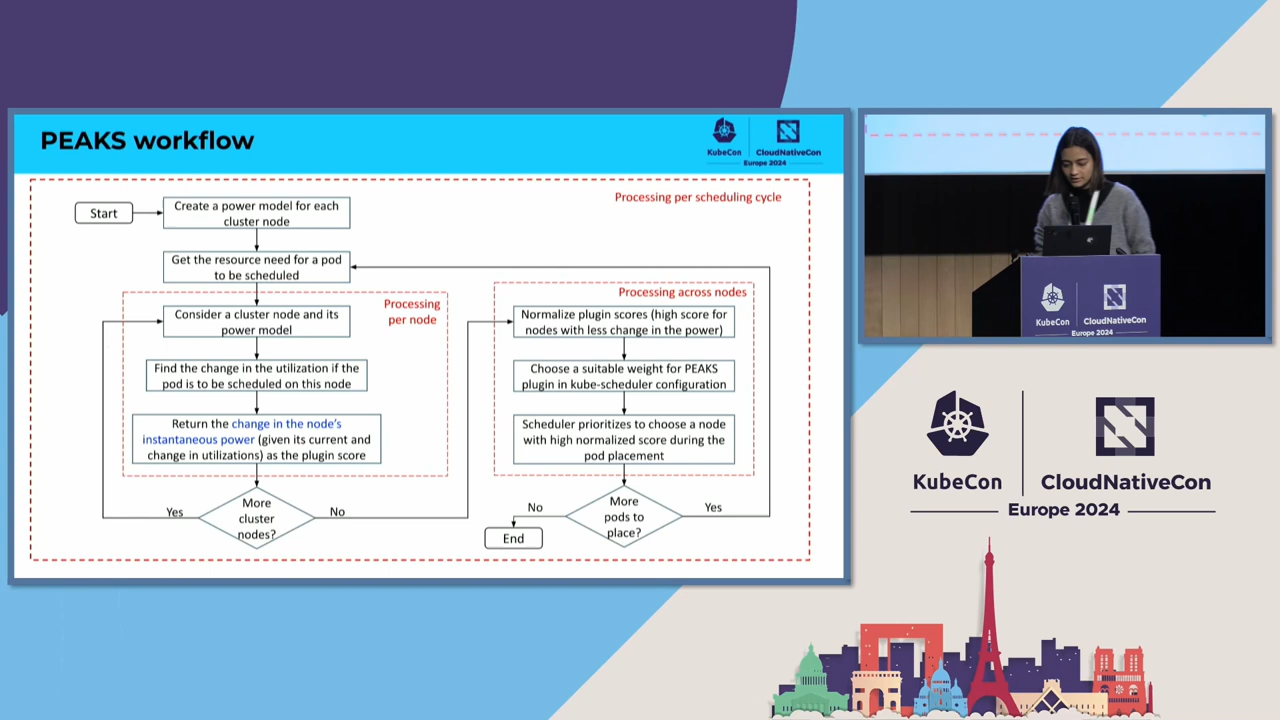 PEAKS workflow
KubeCon
CloudNativeCon
Europe 2024
Processing per scheduling cycle
Start
Create a power model for each
cluster node
Get the resource need for a pod
to be scheduled
Processing
per node
Consider a cluster node and its
power model
Find the change in the utilization if the
pod is to be scheduled on this node
Return the change in the node's
instantaneous power (given its current and
change in utilizations) as the plugin score
Yes
More
cluster
nodes?
No
Processing across nodes
Normalize plugin scores (high score for
nodes with less change in the power)
Choose a suitable weight for PEAKS
plugin in kube-scheduler configuration
Scheduler prioritizes to choose a node
with high normalized score during the
pod placement
No
More
pods to
place?
Yes
End
KubeCon
CloudNativeCon
Europe 2024
KubeCon
CloudNativeCon
Europe 2024